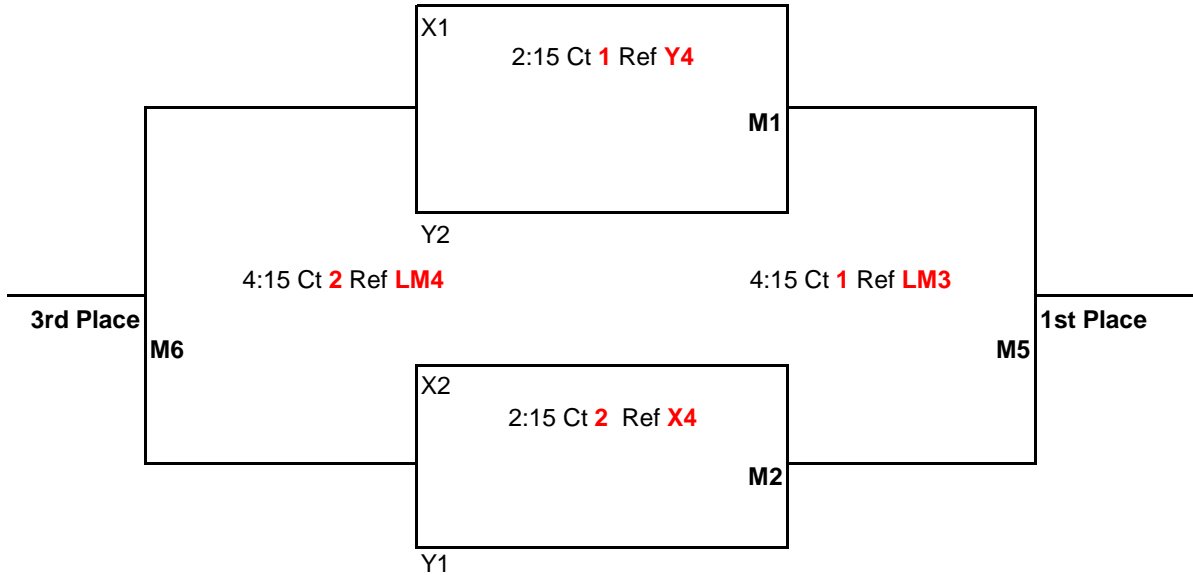 X1
2:15 Ct 1 Ref Y4
M1
Y2
4:15 Ct 2 Ref LM4
4:15 Ct 1 Ref LM3
3rd Place
1st Place
M6
M5
X2
2:15 Ct 2 Ref X4
M2
Y1